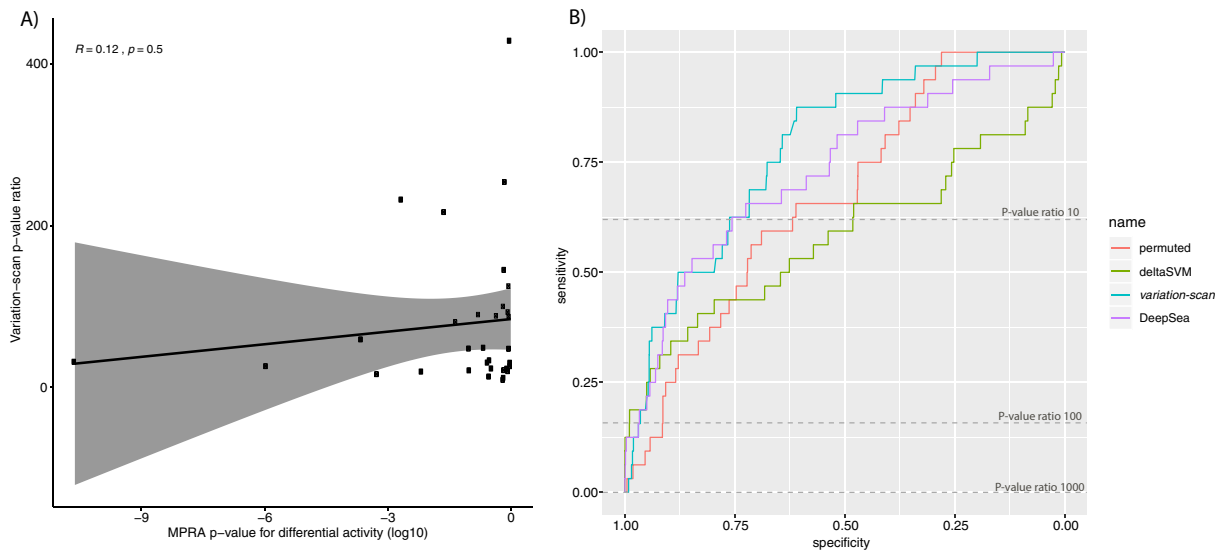 A)
R = 0.12 , p = 0.5
400
200
0
Variation-scan p-value ratio
−9
−6
−3
0
MPRA p-value for differential activity (log10)
B)
1.00
0.75
0.50
0.25
0.00
sensitivity
P-value ratio 10
P-value ratio 100
P-value ratio 1000
1.00
0.75
0.50
0.25
0.00
specificity
name
permuted
deltaSVM
variation-scan
DeepSea